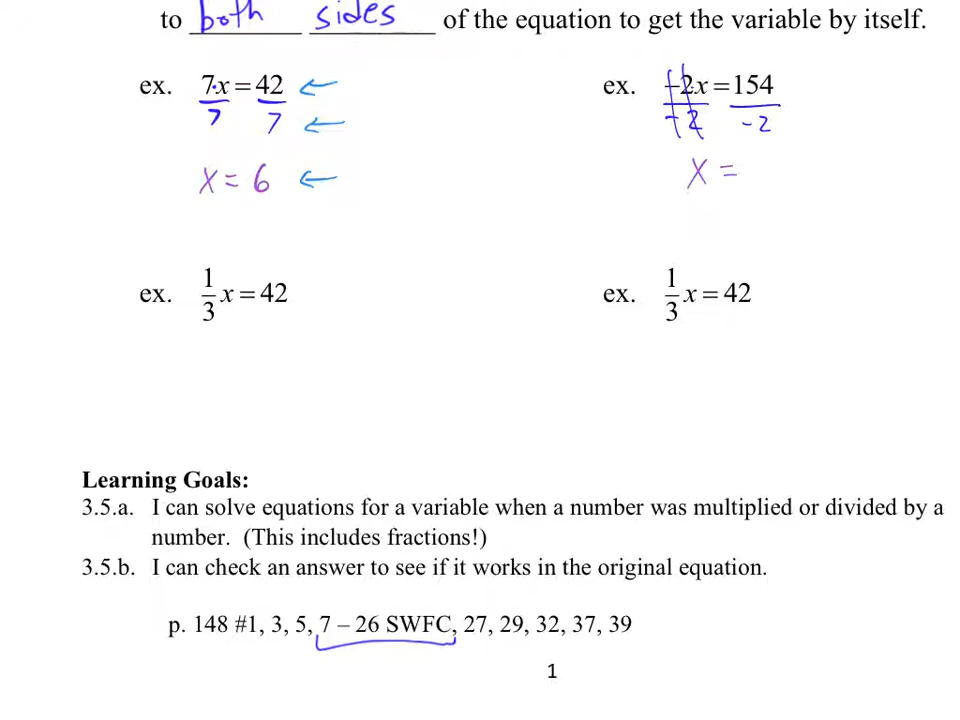 to both sides of the equation to get the variable by itself.
ex. 7·x = 42 ←
7 7 ←
x = 6 ←
ex. −2x = 154
-2 -2
x =
ex. 1/3 x = 42
ex. 1/3 x = 42
Learning Goals:
3.5.a. I can solve equations for a variable when a number was multiplied or divided by a
number. (This includes fractions!)
3.5.b. I can check an answer to see if it works in the original equation.
p. 148 #1, 3, 5, 7 – 26 SWFC, 27, 29, 32, 37, 39
1